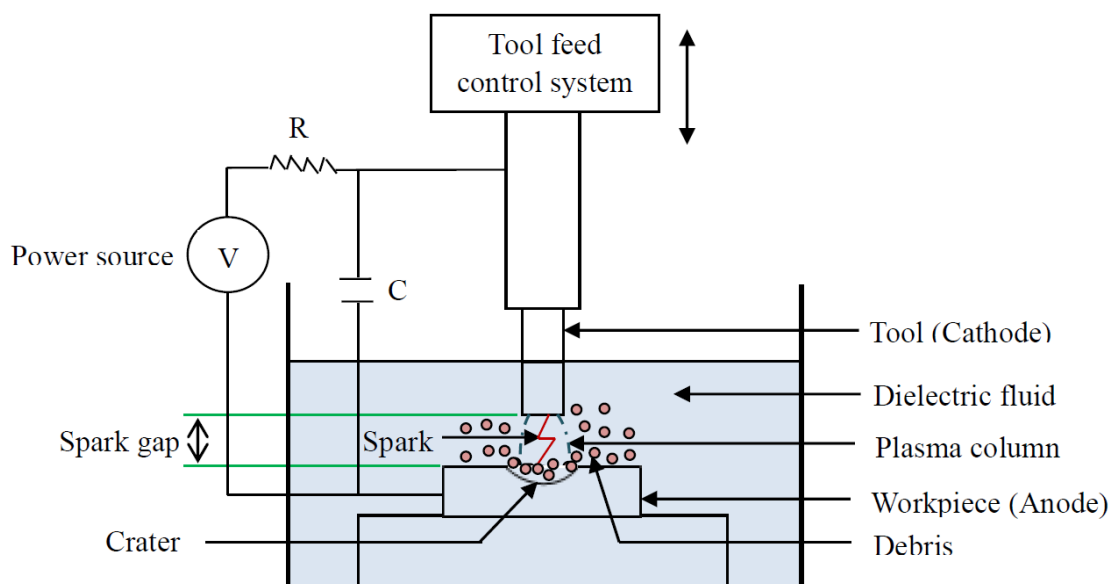 Tool feed
control system
R
Power source
V
C
Tool (Cathode)
Dielectric fluid
Spark gap
Spark
Plasma column
Workpiece (Anode)
Crater
Debris